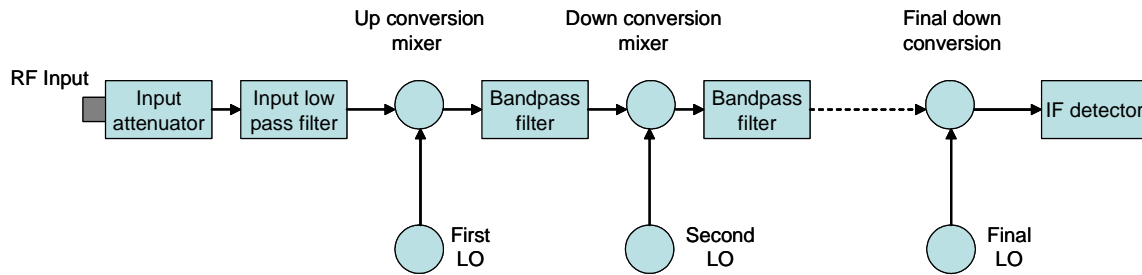 Up conversion
mixer
Down conversion
mixer
Final down
conversion
RF Input
Input
attenuator
Input low
pass filter
Bandpass
filter
Bandpass
filter
IF detector
First
LO
Second
LO
Final
LO